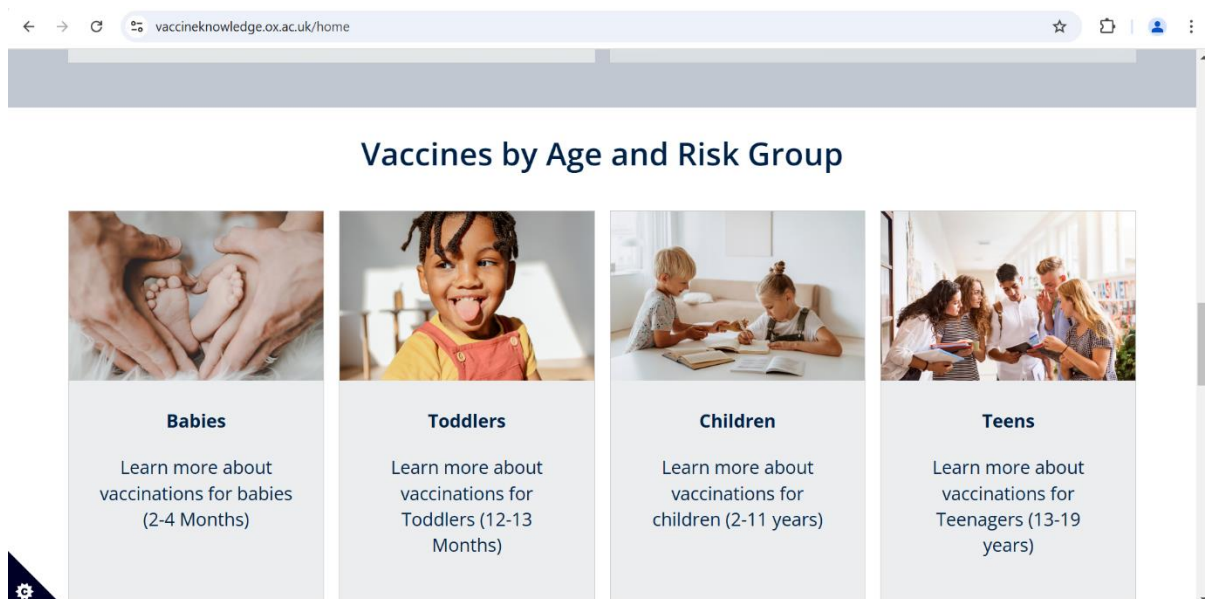 vaccineknowledge.ox.ac.uk/home
Vaccines by Age and Risk Group
Babies
Learn more about
vaccinations for babies
(2-4 Months)
Toddlers
Learn more about
vaccinations for
Toddlers (12-13
Months)
Children
Learn more about
vaccinations for
children (2-11 years)
Teens
Learn more about
vaccinations for
Teenagers (13-19
years)